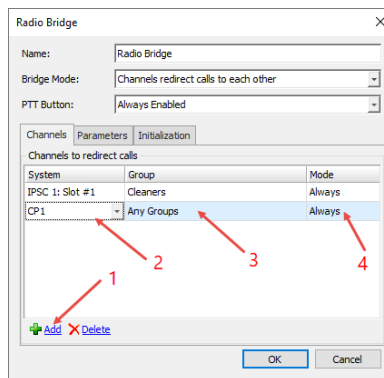 Radio Bridge
Name: Radio Bridge
Bridge Mode: Channels redirect calls to each other
PTT Button: Always Enabled
Channels Parameters Initialization
Channels to redirect calls
System Group Mode
IPSC 1: Slot #1 Cleaners Always
CP1 Any Groups Always
1 2 3 4
Add Delete
OK Cancel